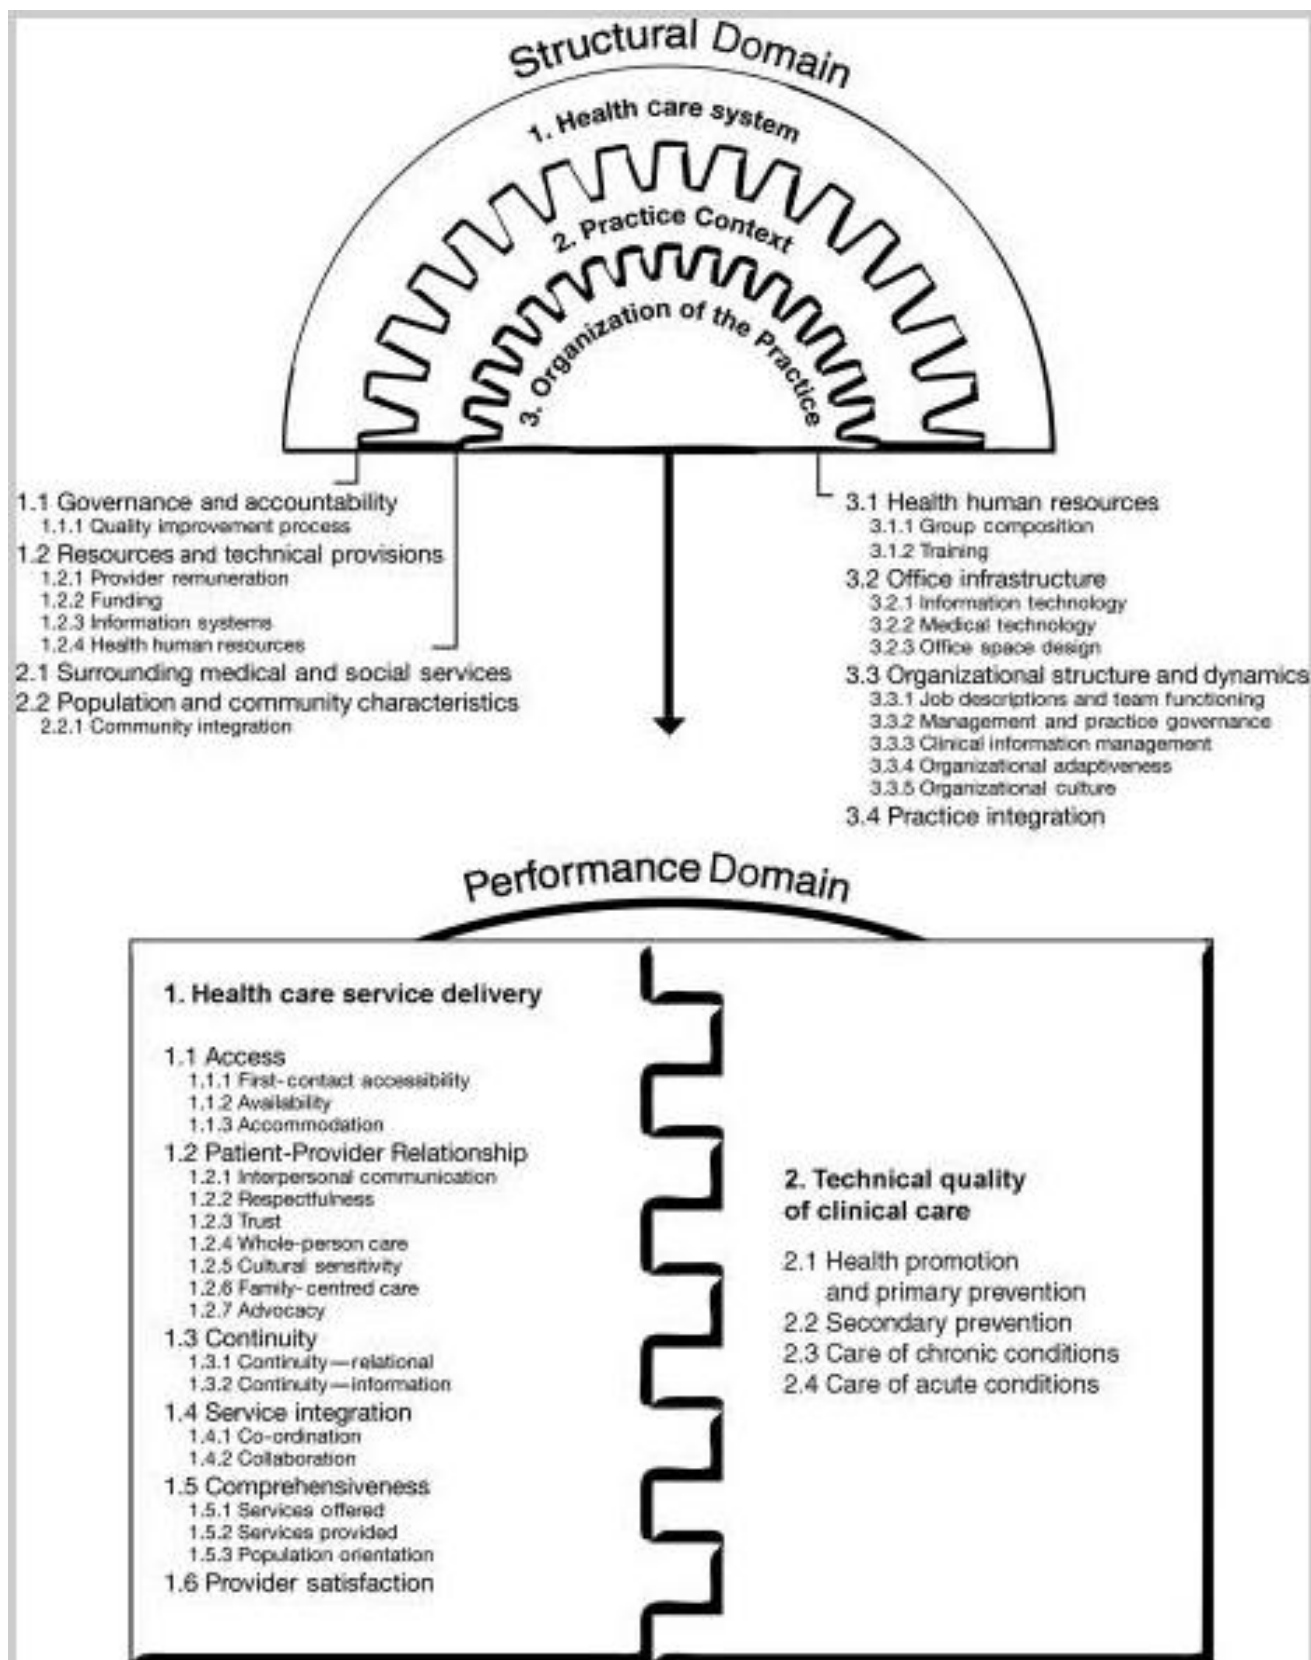 Structural Domain
1. Health care system
2. Practice Context
3. Organization of the Practice
1.1 Governance and accountability
1.1.1 Quality improvement process
1.2 Resources and technical provisions
1.2.1 Provider remuneration
1.2.2 Funding
1.2.3 Information systems
1.2.4 Health human resources
2.1 Surrounding medical and social services
2.2 Population and community characteristics
2.2.1 Community integration
3.1 Health human resources
3.1.1 Group composition
3.1.2 Training
3.2 Office infrastructure
3.2.1 Information technology
3.2.2 Medical technology
3.2.3 Office space design
3.3 Organizational structure and dynamics
3.3.1 Job descriptions and team functioning
3.3.2 Management and practice governance
3.3.3 Clinical information management
3.3.4 Organizational adaptiveness
3.3.5 Organizational culture
3.4 Practice integration
Performance Domain
1. Health care service delivery
1.1 Access
1.1.1 First-contact accessibility
1.1.2 Availability
1.1.3 Accommodation
1.2 Patient-Provider Relationship
1.2.1 Interpersonal communication
1.2.2 Respectfulness
1.2.3 Trust
1.2.4 Whole-person care
1.2.5 Cultural sensitivity
1.2.6 Family-centred care
1.2.7 Advocacy
1.3 Continuity
1.3.1 Continuity—relational
1.3.2 Continuity—information
1.4 Service integration
1.4.1 Co-ordination
1.4.2 Collaboration
1.5 Comprehensiveness
1.5.1 Services offered
1.5.2 Services provided
1.5.3 Population orientation
1.6 Provider satisfaction
2. Technical quality
of clinical care
2.1 Health promotion
and primary prevention
2.2 Secondary prevention
2.3 Care of chronic conditions
2.4 Care of acute conditions